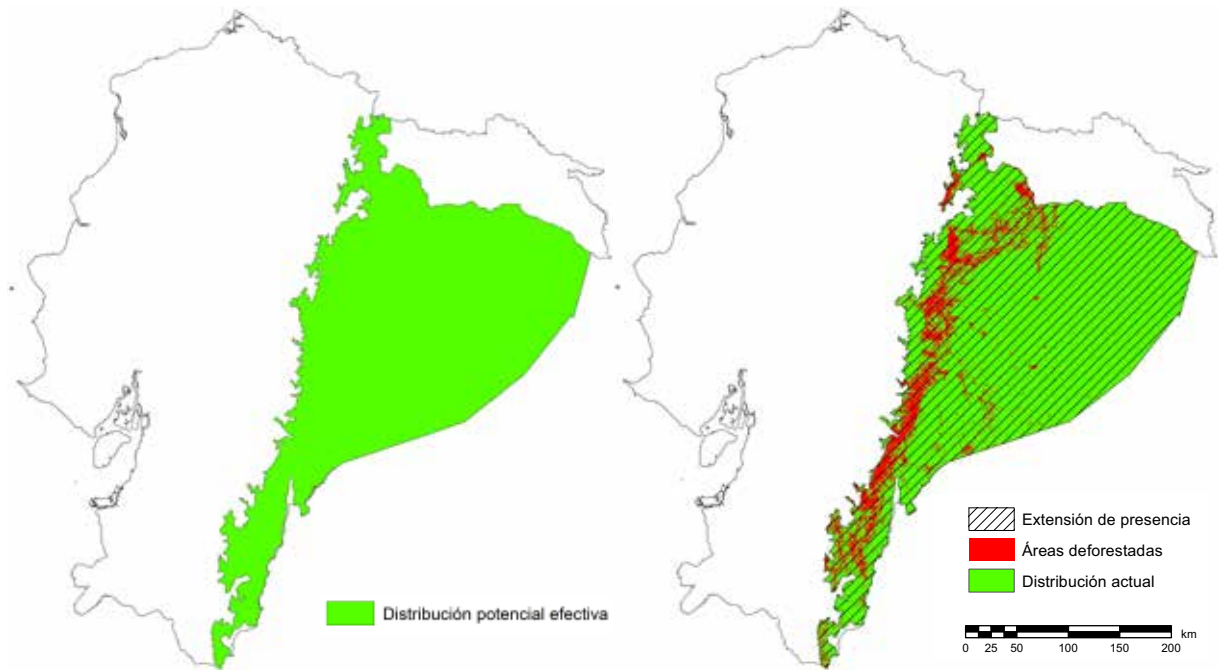 Distribución potencial efectiva
Extensión de presencia
Áreas deforestadas
Distribución actual
0 25 50 100 150 200 km